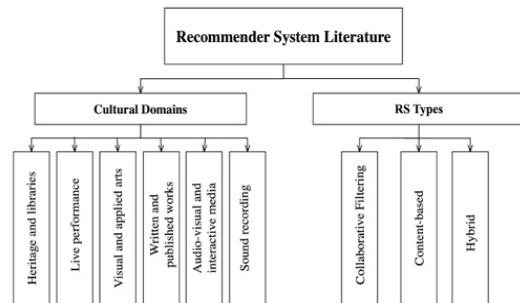 Recommender System Literature
Cultural Domains
RS Types
Heritage and libraries
Live performance
Visual and applied arts
Written and
published works
Audio-visual and
interactive media
Sound recording
Collaborative Filtering
Content-based
Hybrid